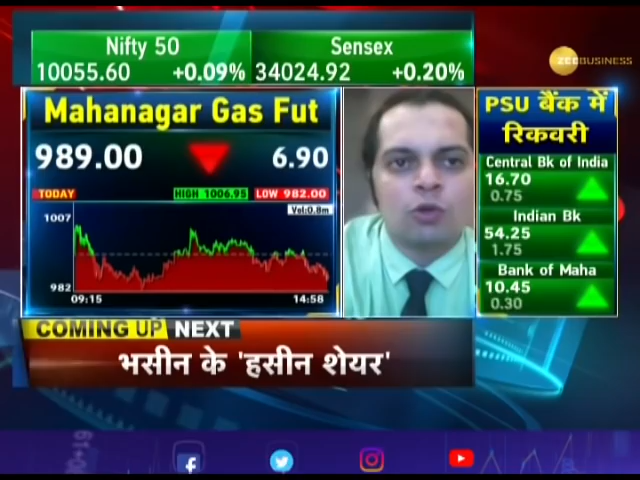 Nifty 50
10055.60 +0.09%
Sensex
34024.92 +0.20%
ZEEBUSINESS
Mahanagar Gas Fut
989.00 6.90
TODAY HIGH 1006.95 LOW 982.00
Vol:0.8m
1007
982
09:15 14:58
PSU बैंक में
रिकवरी
Central Bk of India
16.70
0.75
Indian Bk
54.25
1.75
Bank of Maha
10.45
0.30
COMING UP NEXT
भसीन के 'हसीन शेयर'